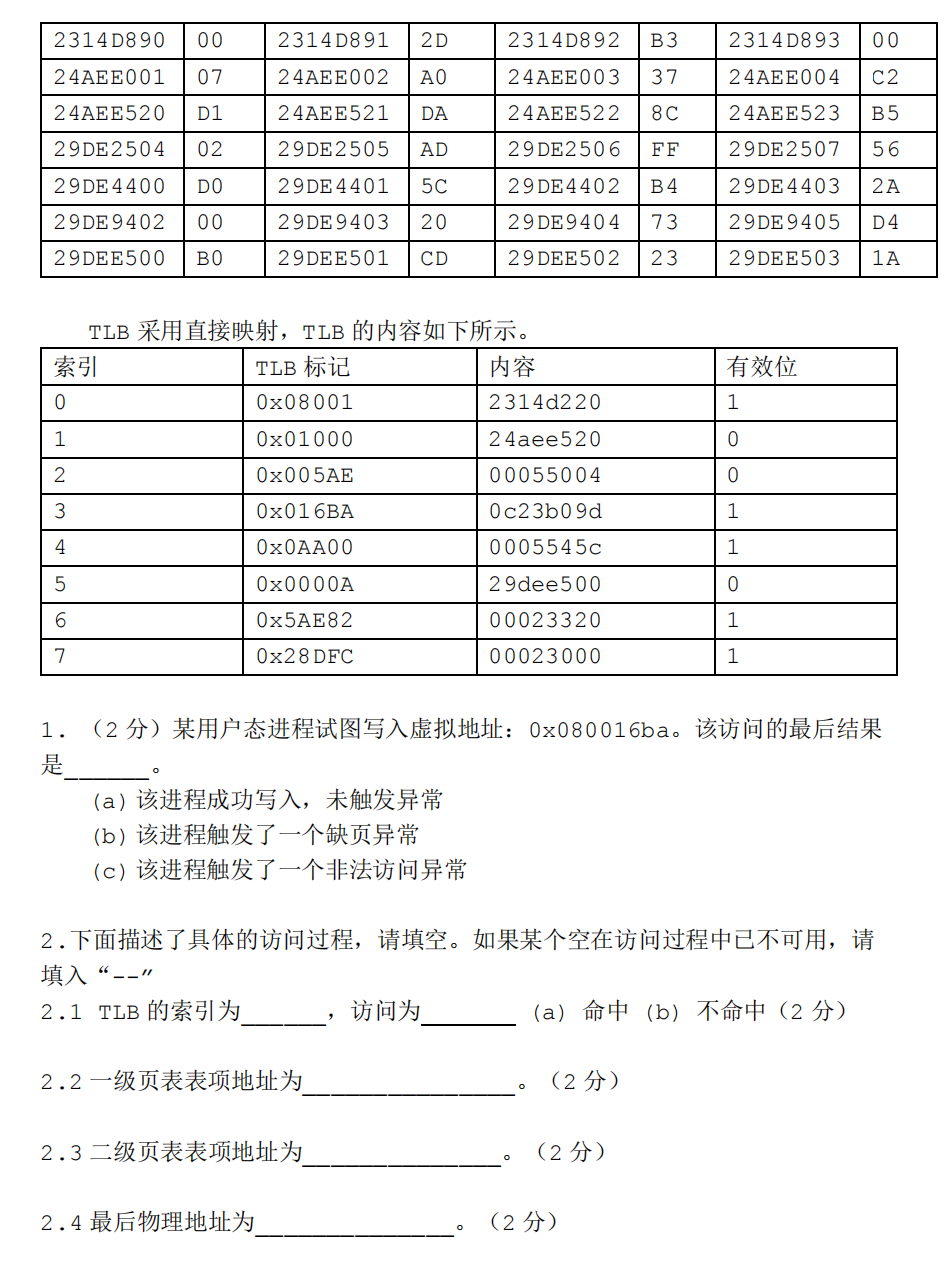 2314D890 00 2314D891 2D 2314D892 B3 2314D893 00
24AEE001 07 24AEE002 A0 24AEE003 37 24AEE004 C2
24AEE520 D1 24AEE521 DA 24AEE522 8C 24AEE523 B5
29DE2504 02 29DE2505 AD 29DE2506 FF 29DE2507 56
29DE4400 D0 29DE4401 5C 29DE4402 B4 29DE4403 2A
29DE9402 00 29DE9403 20 29DE9404 73 29DE9405 D4
29DEE500 B0 29DEE501 CD 29DEE502 23 29DEE503 1A
TLB 采用直接映射，TLB 的内容如下所示。
索引 TLB 标记 内容 有效位
0 0x08001 2314d220 1
1 0x01000 24aee520 0
2 0x005AE 00055004 0
3 0x016BA 0c23b09d 1
4 0x0AA00 0005545c 1
5 0x0000A 29dee500 0
6 0x5AE82 00023320 1
7 0x28DFC 00023000 1
1. （2 分）某用户态进程试图写入虚拟地址：0x080016ba。该访问的最后结果
是______。
(a) 该进程成功写入，未触发异常
(b) 该进程触发了一个缺页异常
(c) 该进程触发了一个非法访问异常
2.下面描述了具体的访问过程，请填空。如果某个空在访问过程中已不可用，请
填入“--”
2.1 TLB 的索引为______，访问为______ (a) 命中 (b) 不命中（2 分）
2.2 一级页表表项地址为_______________。（2 分）
2.3 二级页表表项地址为______________。（2 分）
2.4 最后物理地址为______________。（2 分）